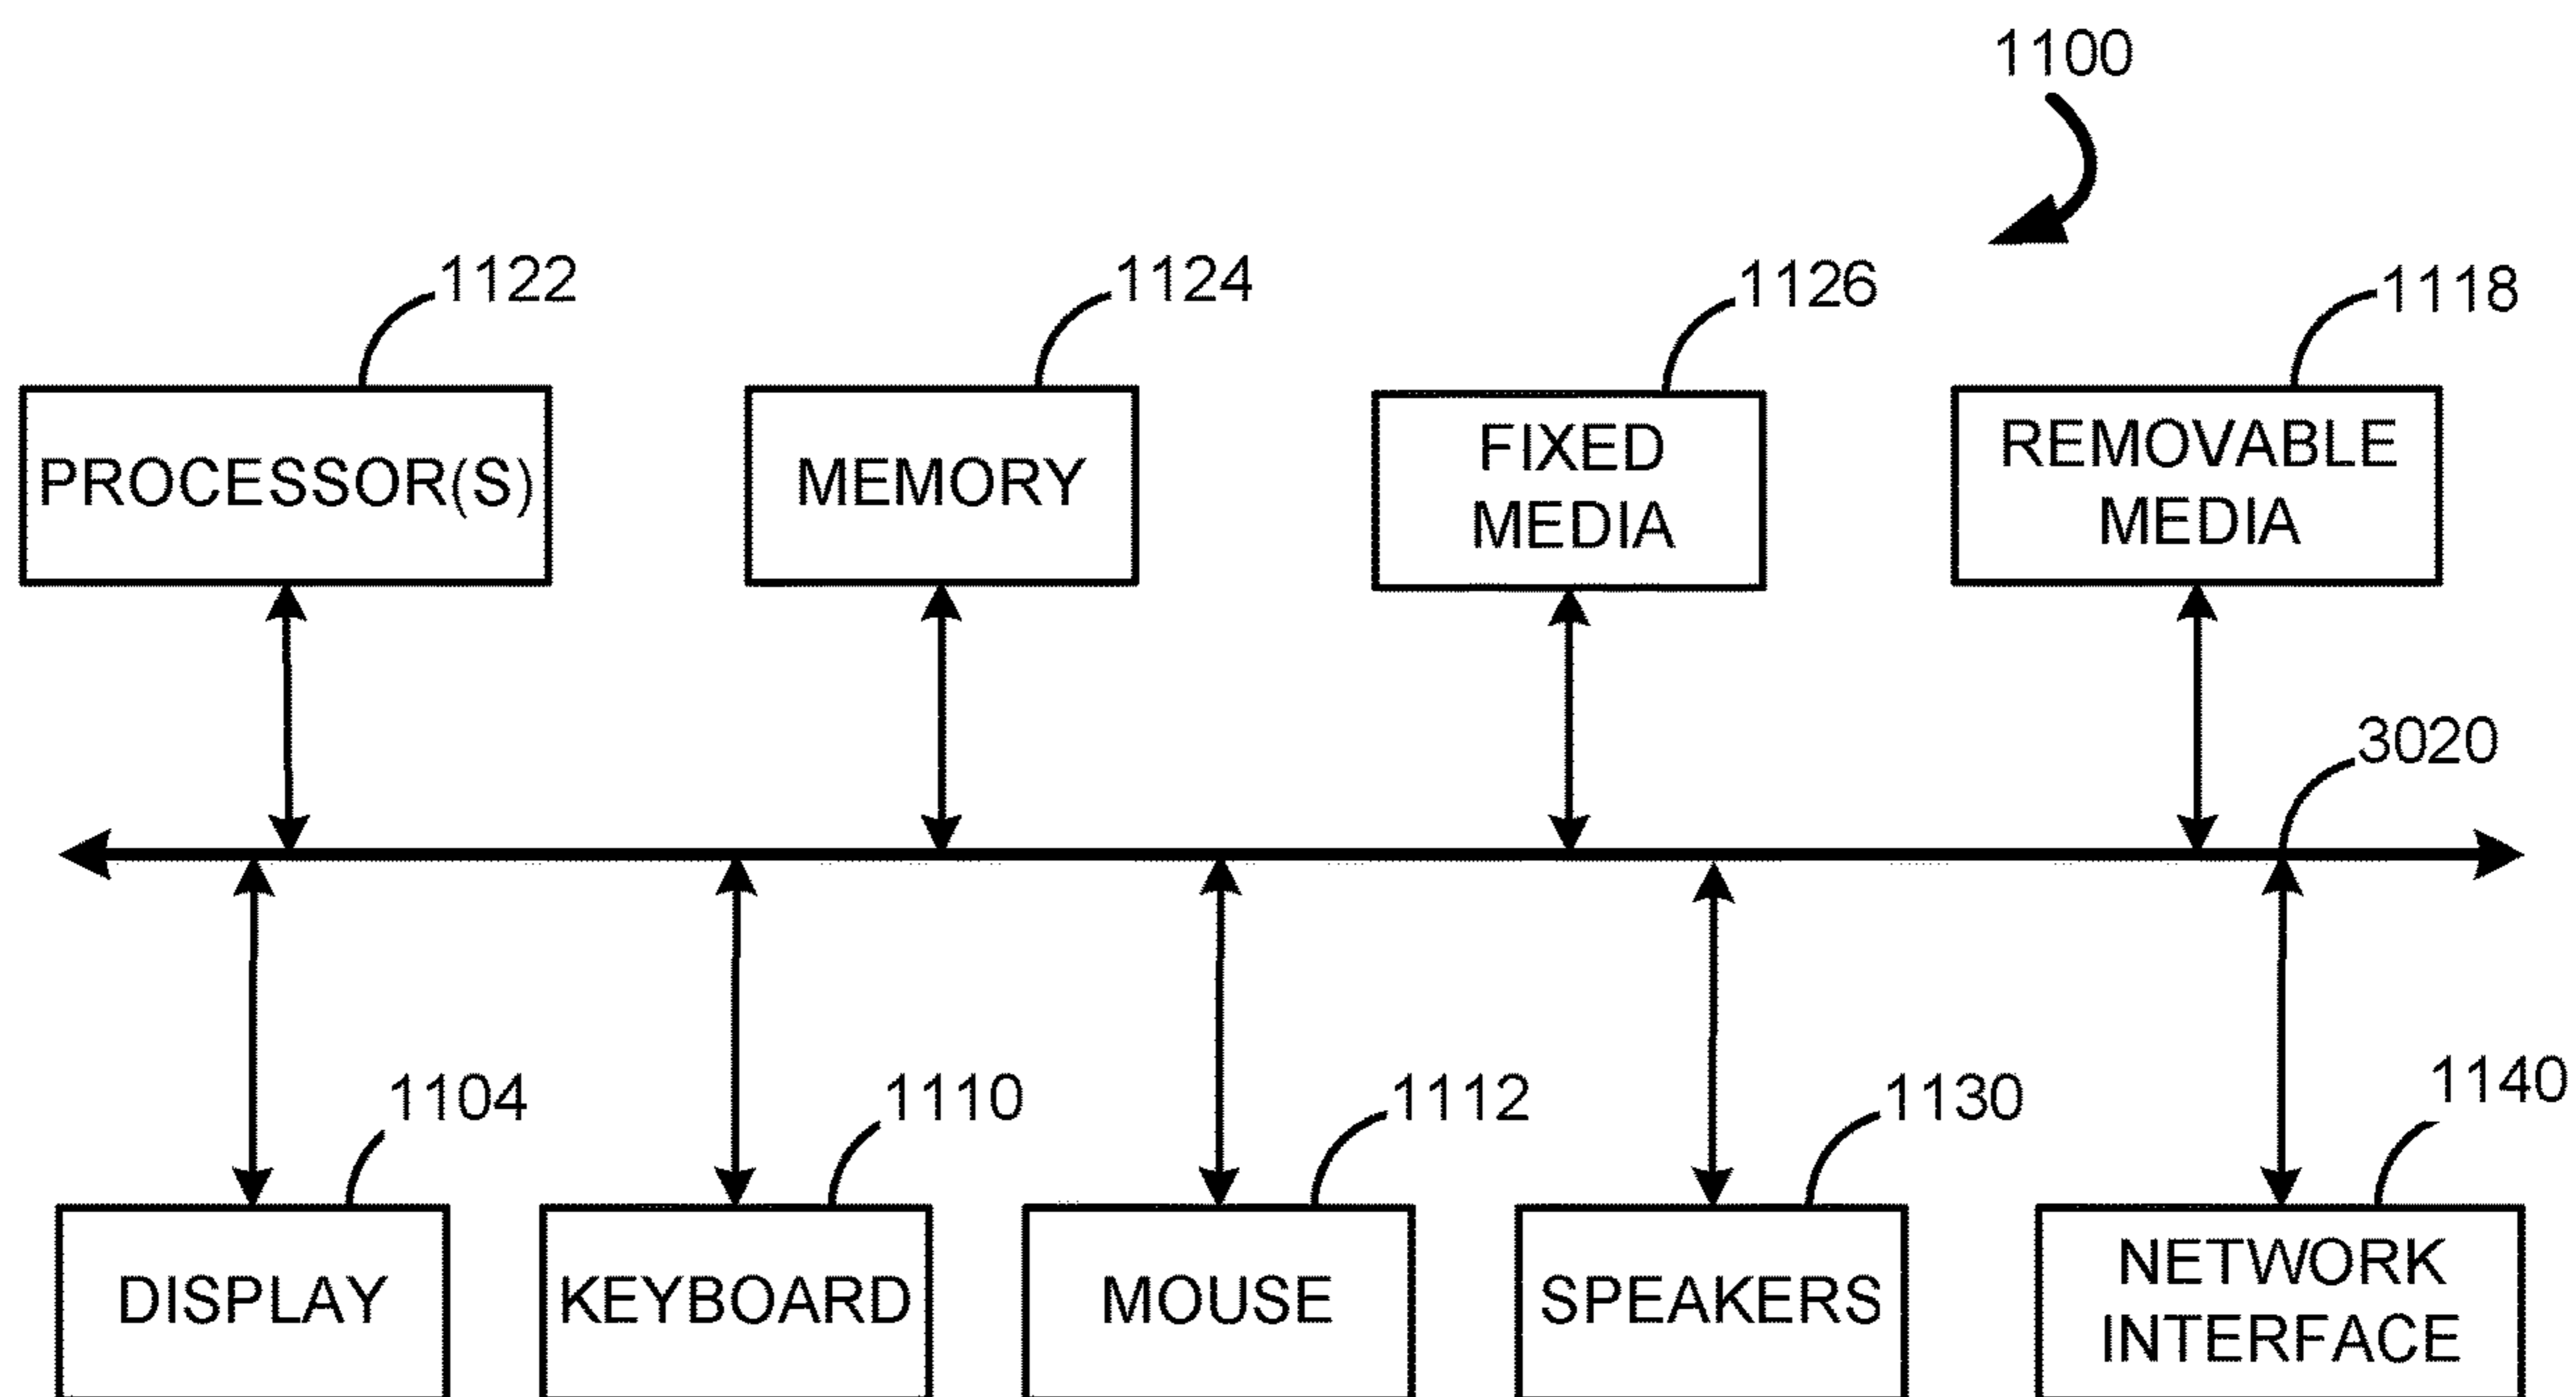 1100
1122
1124
1126
1118
PROCESSOR(S)
MEMORY
FIXED
MEDIA
REMOVABLE
MEDIA
3020
1104
1110
1112
1130
1140
DISPLAY
KEYBOARD
MOUSE
SPEAKERS
NETWORK
INTERFACE